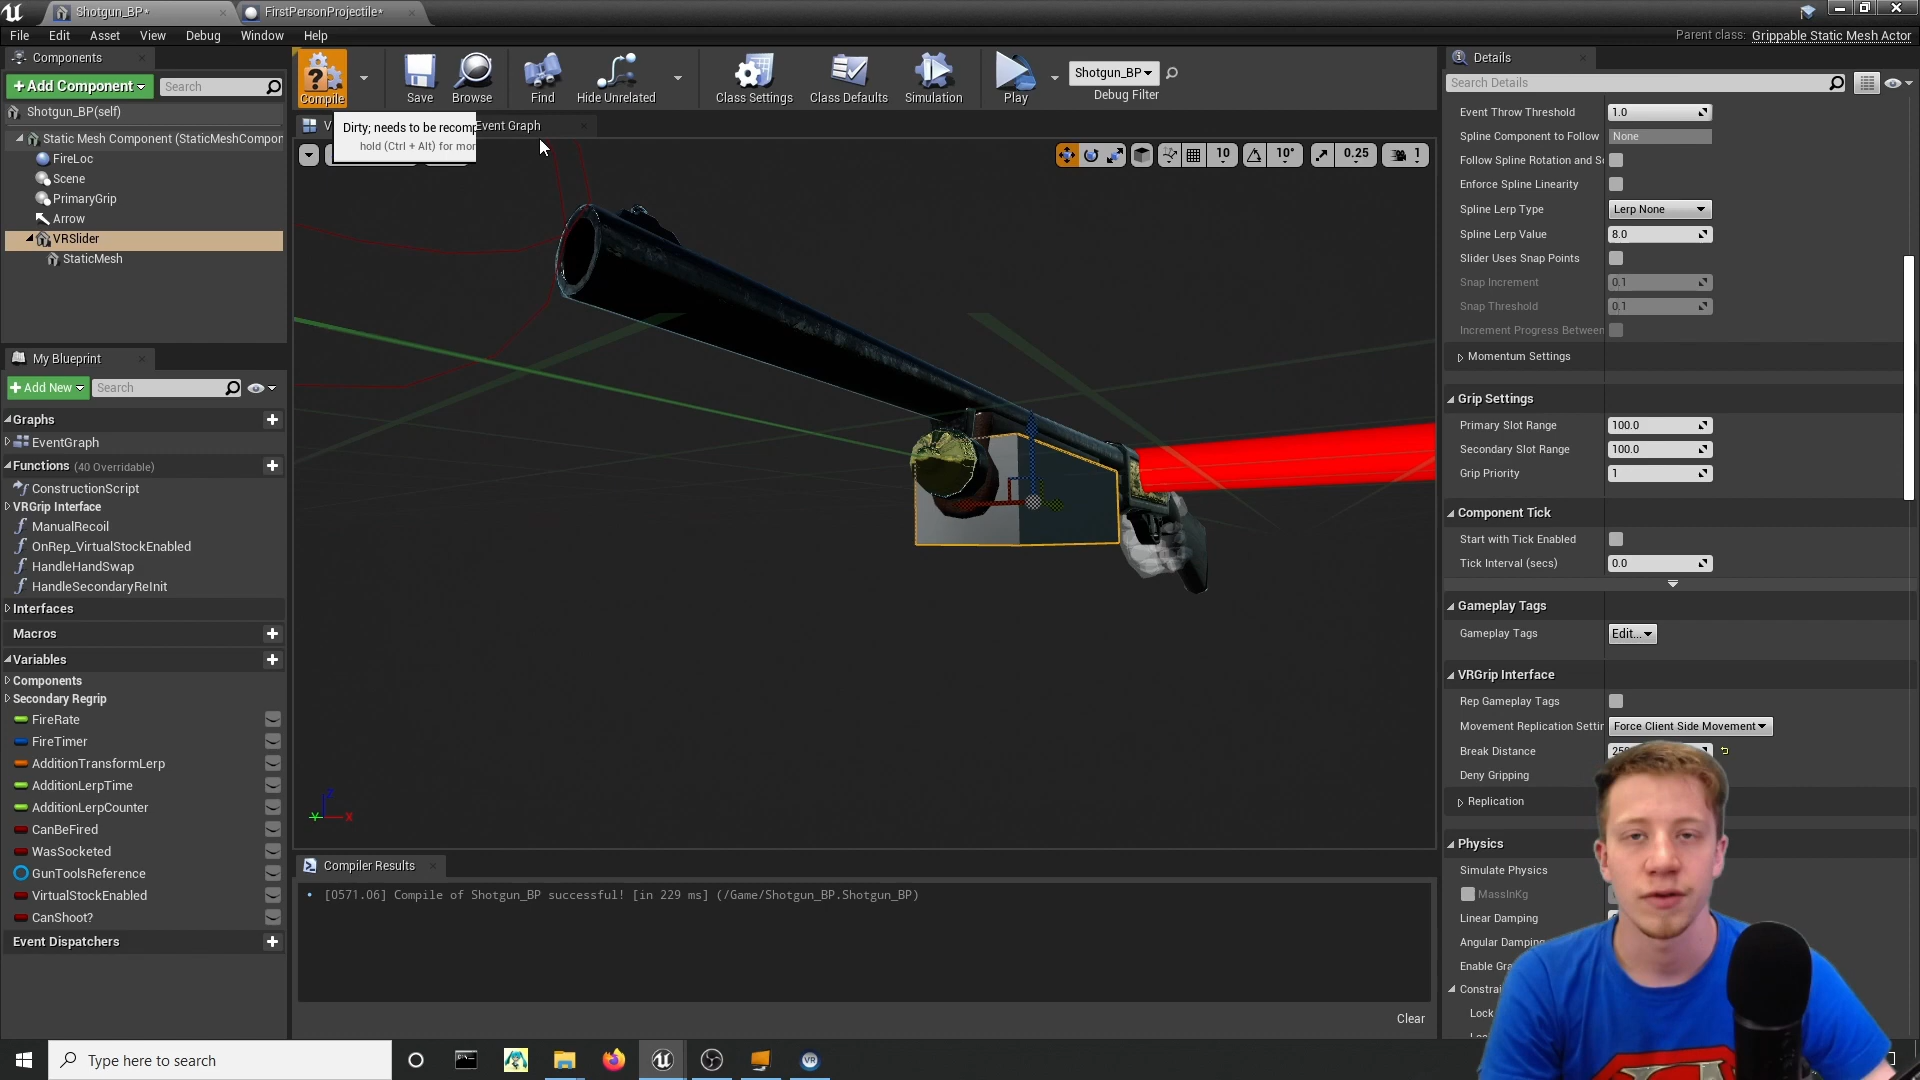 Shotgun_BP*
FirstPersonProjectile*
File Edit Asset View Debug Window Help
Parent class: Grippable Static Mesh Actor
Components
Add Component
Search
Shotgun_BP(self)
Static Mesh Component (StaticMeshCompor
FireLoc
Scene
PrimaryGrip
Arrow
VRSlider
StaticMesh
My Blueprint
Add New
Search
Graphs
EventGraph
Functions (40 Overridable)
ConstructionScript
VRGrip Interface
ManualRecoil
OnRep_VirtualStockEnabled
HandleHandSwap
HandleSecondaryReInit
Interfaces
Macros
Variables
Components
Secondary Regrip
FireRate
FireTimer
AdditionTransformLerp
AdditionLerpTime
AdditionLerpCounter
CanBeFired
WasSocketed
GunToolsReference
VirtualStockEnabled
CanShoot?
Event Dispatchers
Compile
Save
Browse
Find
Hide Unrelated
Class Settings
Class Defaults
Simulation
Play
Shotgun_BP
Debug Filter
V
Dirty; needs to be recomp
hold (Ctrl + Alt) for mor
Event Graph
10
10°
0.25
1
Z
Y
X
Compiler Results
[0571.06] Compile of Shotgun_BP successful! [in 229 ms] (/Game/Shotgun_BP.Shotgun_BP)
Clear
Details
Search Details
Event Throw Threshold 1.0
Spline Component to Follow None
Follow Spline Rotation and Sc
Enforce Spline Linearity
Spline Lerp Type Lerp None
Spline Lerp Value 8.0
Slider Uses Snap Points
Snap Increment 0.1
Snap Threshold 0.1
Increment Progress Between
Momentum Settings
Grip Settings
Primary Slot Range 100.0
Secondary Slot Range 100.0
Grip Priority 1
Component Tick
Start with Tick Enabled
Tick Interval (secs) 0.0
Gameplay Tags
Gameplay Tags Edit...
VRGrip Interface
Rep Gameplay Tags
Movement Replication Settir Force Client Side Movement
Break Distance
Deny Gripping
Replication
Physics
Simulate Physics
MassInKg
Linear Damping
Angular Damping
Enable Gra
Constrai
Lock
Type here to search
VR